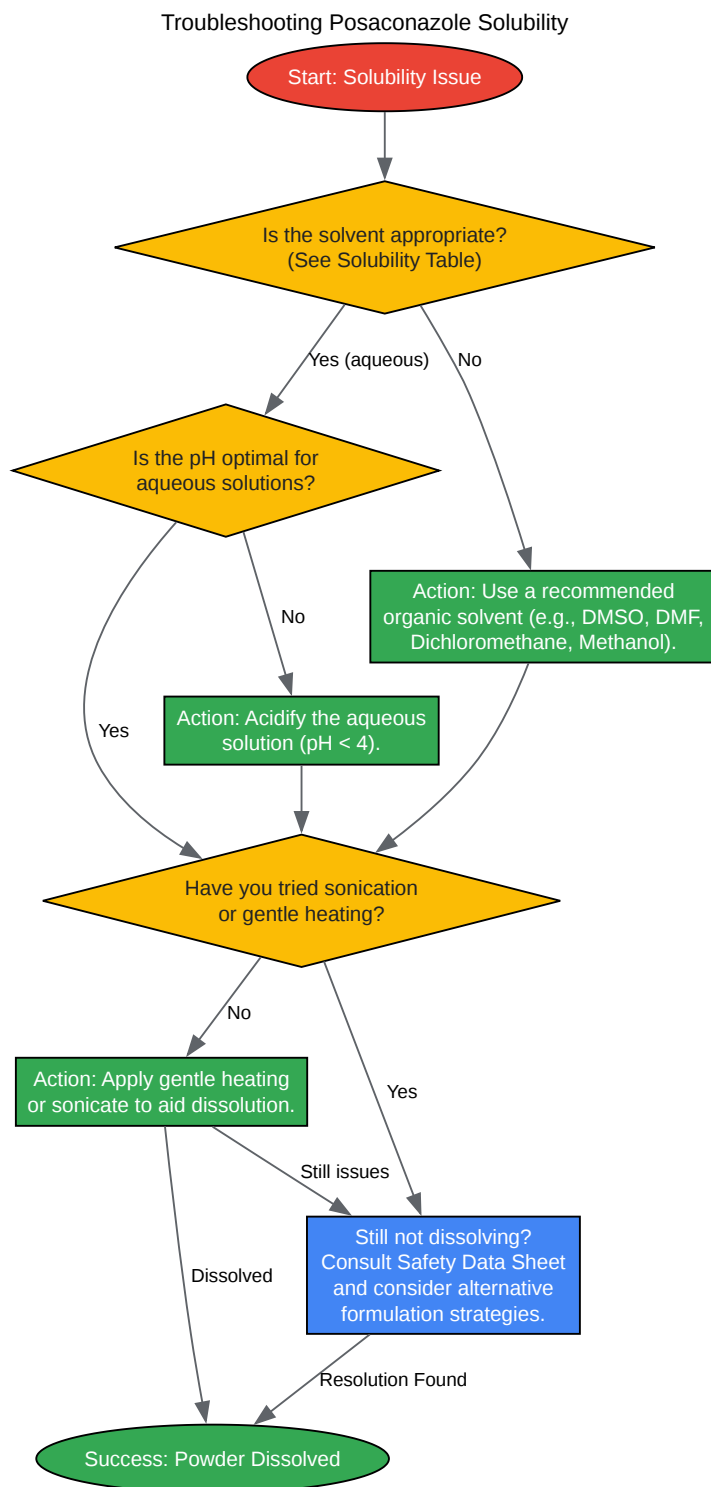 Troubleshooting Posaconazole Solubility
Start: Solubility Issue
Is the solvent appropriate?
(See Solubility Table)
Yes (aqueous)
No
Is the pH optimal for
aqueous solutions?
Action: Use a recommended
organic solvent (e.g., DMSO, DMF,
Dichloromethane, Methanol).
No
Yes
Action: Acidify the aqueous
solution (pH < 4).
Have you tried sonication
or gentle heating?
No
Action: Apply gentle heating
or sonicate to aid dissolution.
Yes
Still issues
Still not dissolving?
Consult Safety Data Sheet
and consider alternative
formulation strategies.
Dissolved
Resolution Found
Success: Powder Dissolved